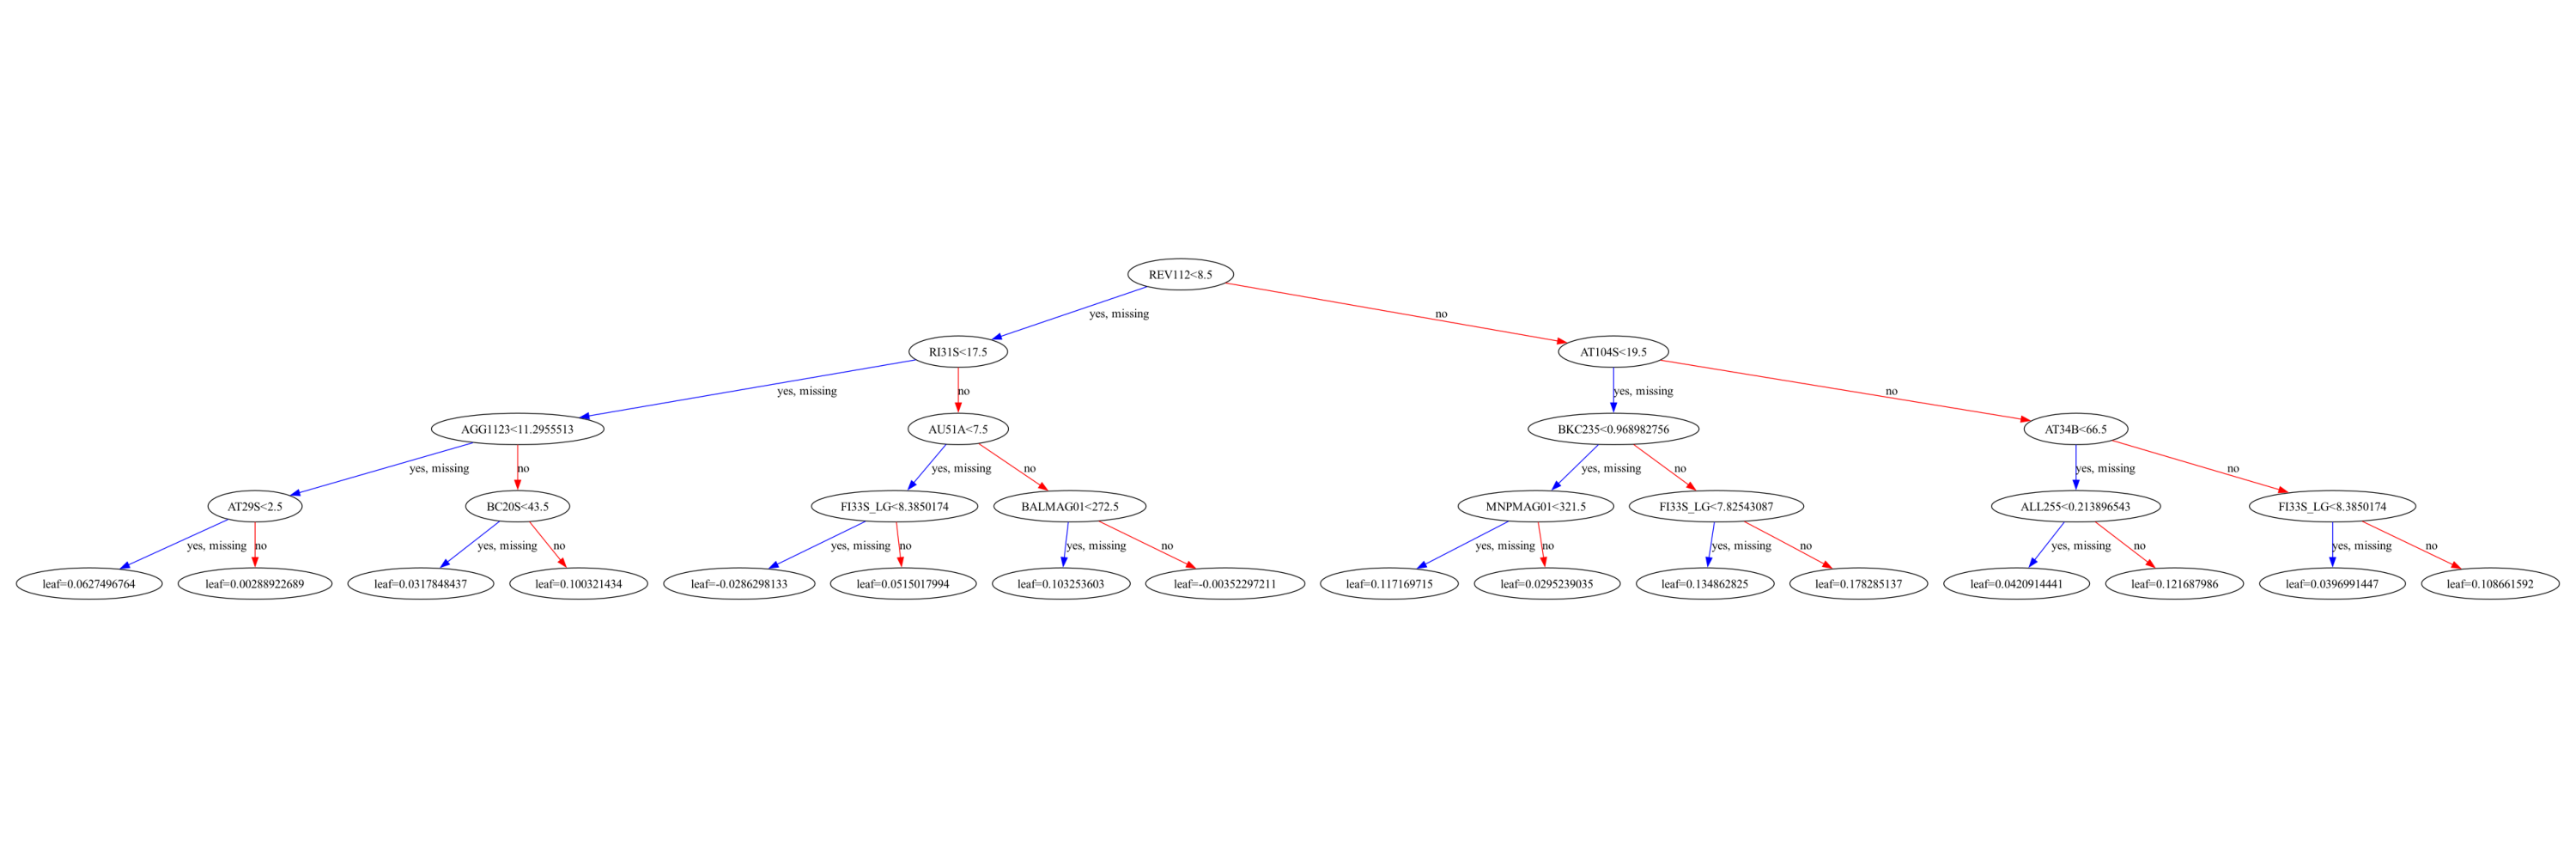 REV112<8.5
yes, missing
no
RI31S<17.5
AT104S<19.5
yes, missing
no
yes, missing
no
AGG1123<11.2955513
AU51A<7.5
BKC235<0.968982756
AT34B<66.5
yes, missing
no
yes, missing
no
yes, missing
no
yes, missing
no
AT29S<2.5
BC20S<43.5
FI33S_LG<8.3850174
BALMAG01<272.5
MNPMAG01<321.5
FI33S_LG<7.82543087
ALL255<0.213896543
FI33S_LG<8.3850174
yes, missing
no
yes, missing
no
yes, missing
no
yes, missing
no
yes, missing
no
yes, missing
no
yes, missing
no
yes, missing
no
leaf=0.0627496764
leaf=0.00288922689
leaf=0.0317848437
leaf=0.100321434
leaf=-0.0286298133
leaf=0.0515017994
leaf=0.103253603
leaf=-0.00352297211
leaf=0.117169715
leaf=0.0295239035
leaf=0.134862825
leaf=0.178285137
leaf=0.0420914441
leaf=0.121687986
leaf=0.0396991447
leaf=0.108661592